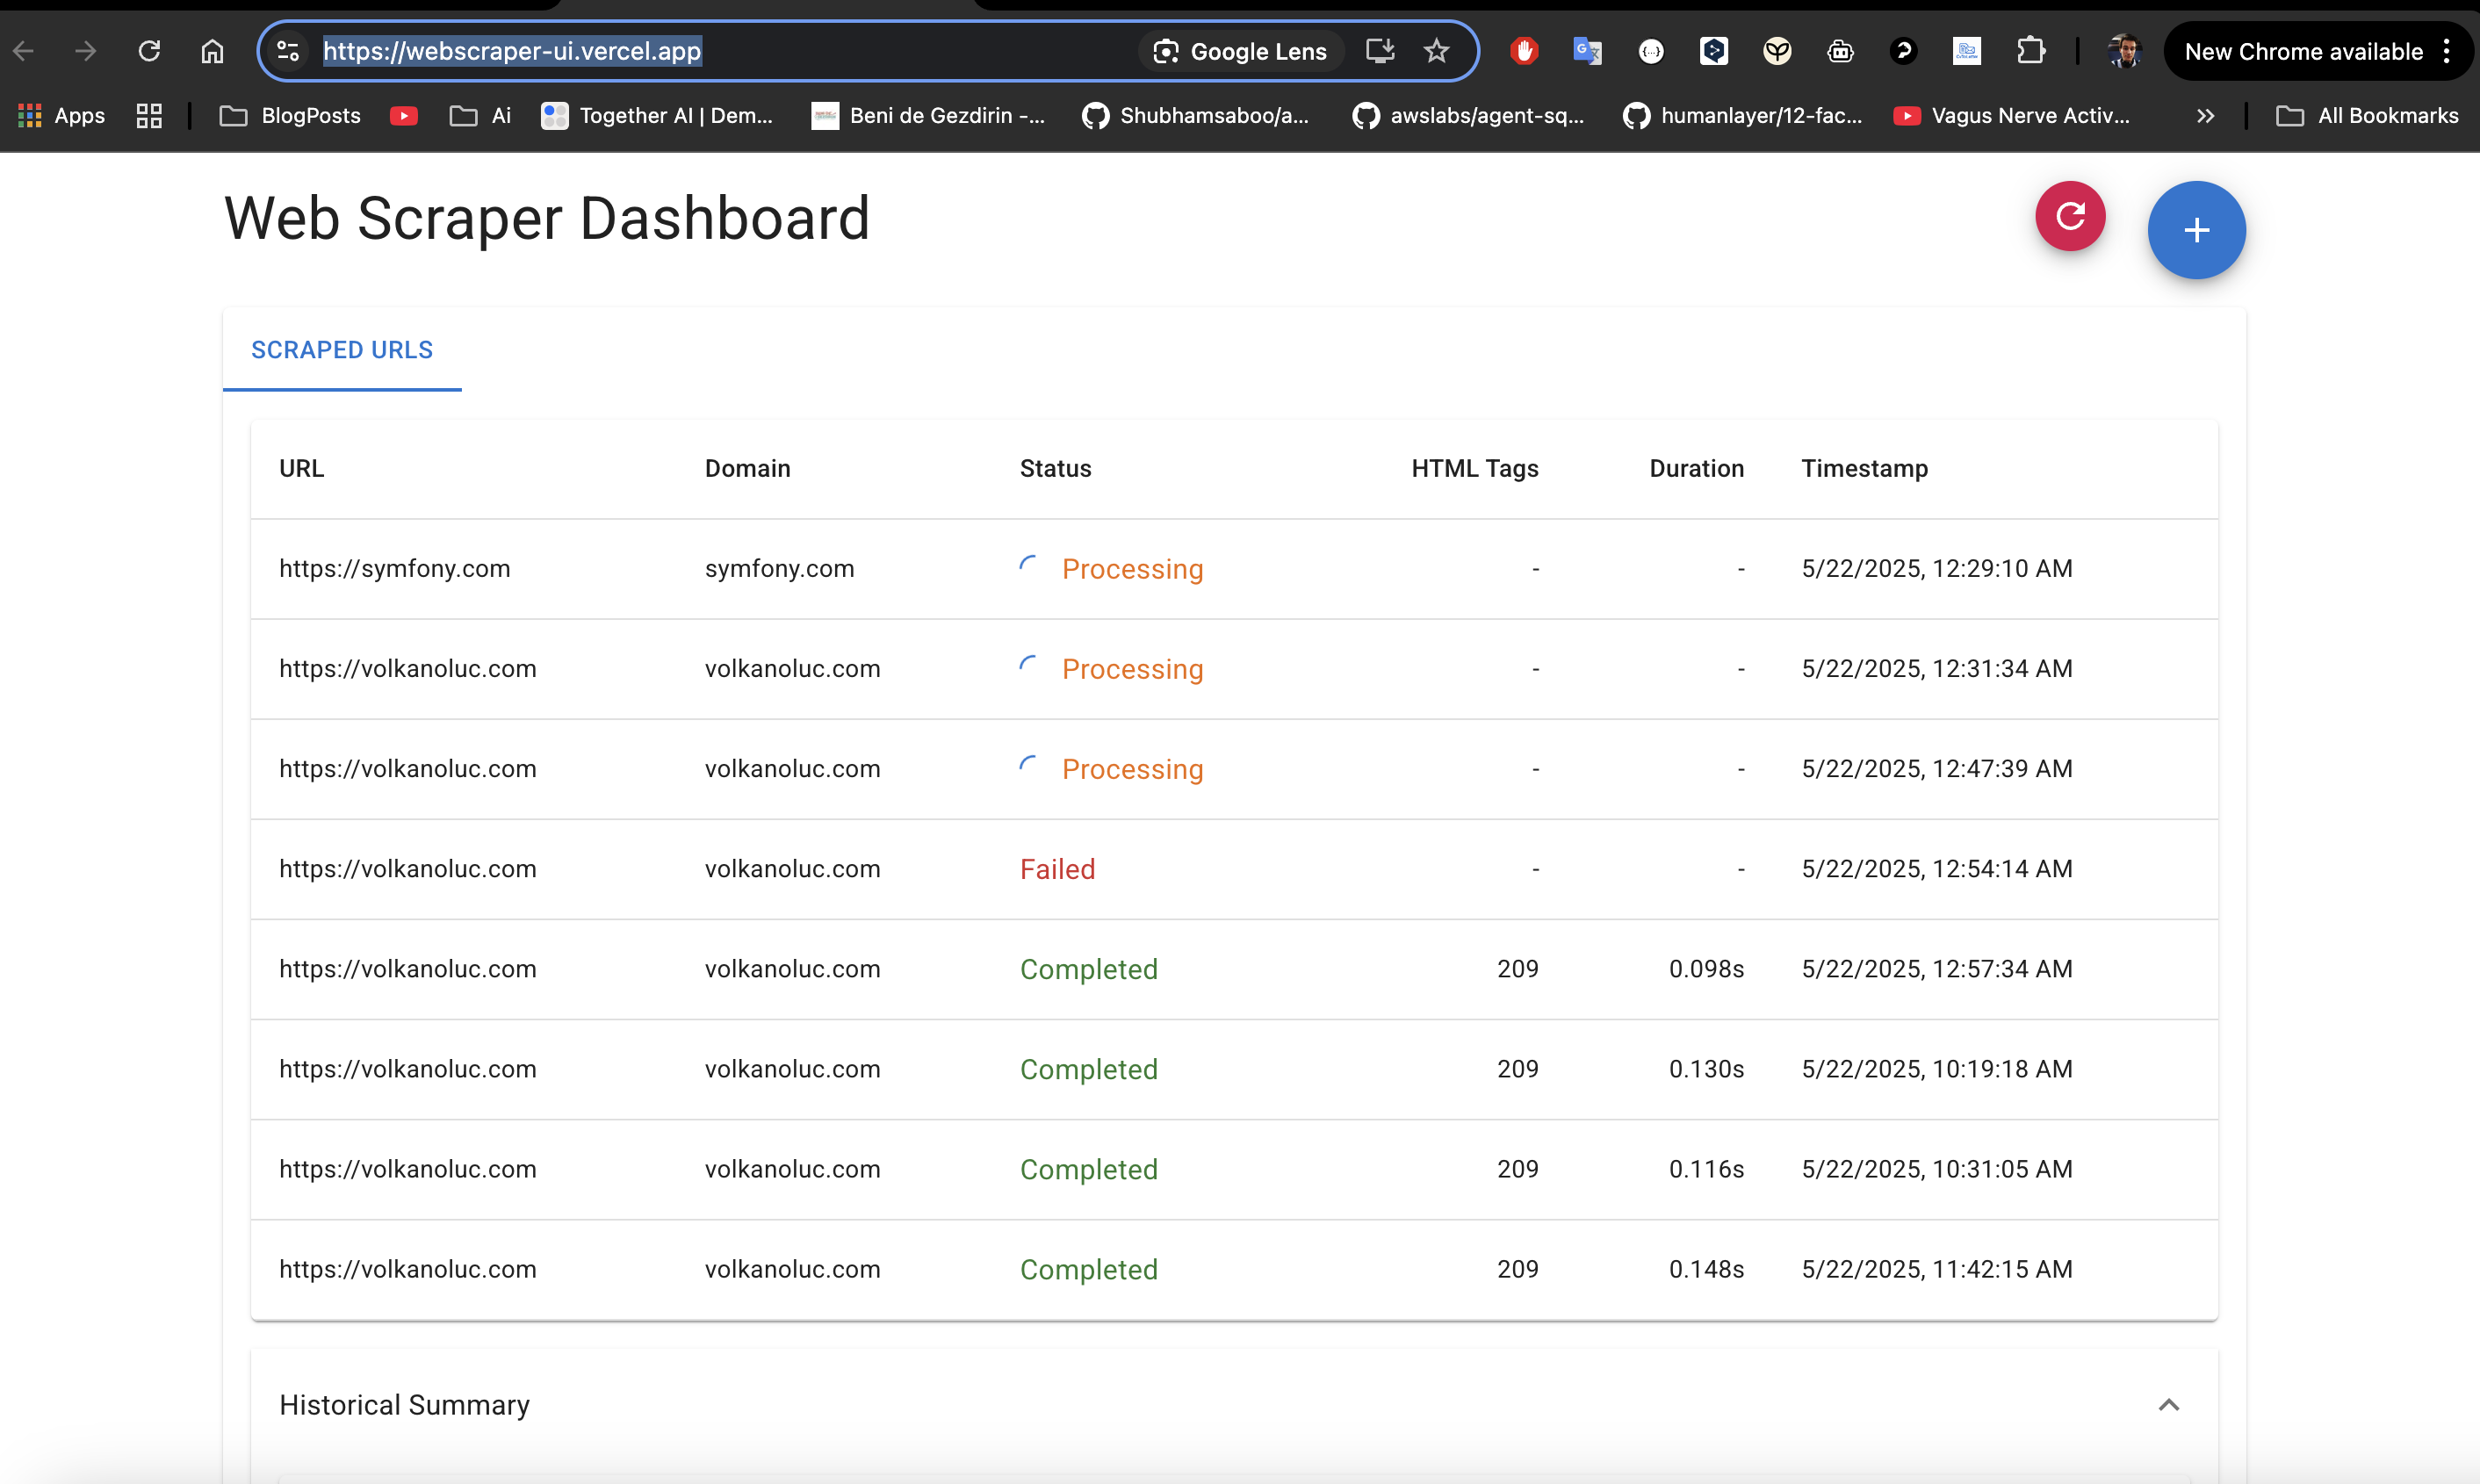 https://webscraper-ui.vercel.app Google Lens New Chrome available
Apps BlogPosts Ai Together AI | Dem... Beni de Gezdirin -... Shubhamsaboo/a... awslabs/agent-sq... humanlayer/12-fac... Vagus Nerve Activ... All Bookmarks
Web Scraper Dashboard
SCRAPED URLS
URL Domain Status HTML Tags Duration Timestamp
https://symfony.com symfony.com Processing - - 5/22/2025, 12:29:10 AM
https://volkanoluc.com volkanoluc.com Processing - - 5/22/2025, 12:31:34 AM
https://volkanoluc.com volkanoluc.com Processing - - 5/22/2025, 12:47:39 AM
https://volkanoluc.com volkanoluc.com Failed - - 5/22/2025, 12:54:14 AM
https://volkanoluc.com volkanoluc.com Completed 209 0.098s 5/22/2025, 12:57:34 AM
https://volkanoluc.com volkanoluc.com Completed 209 0.130s 5/22/2025, 10:19:18 AM
https://volkanoluc.com volkanoluc.com Completed 209 0.116s 5/22/2025, 10:31:05 AM
https://volkanoluc.com volkanoluc.com Completed 209 0.148s 5/22/2025, 11:42:15 AM
Historical Summary